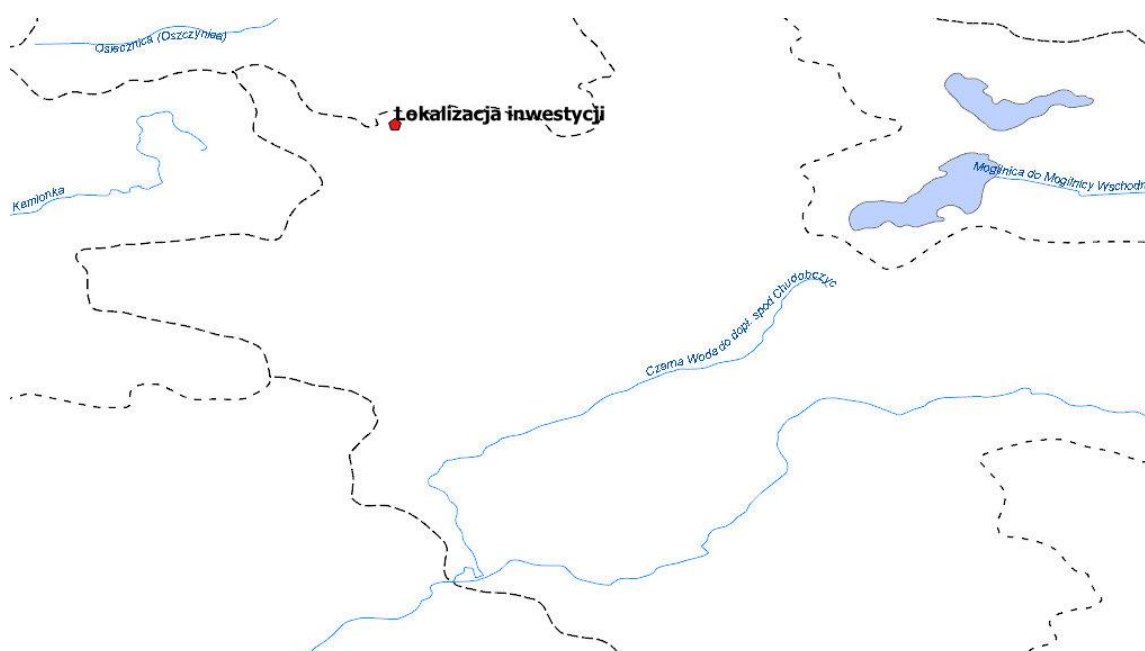 Osiecznica (Oszczynica)
Lokalizacja inwestycji
Kamionka
Mogilnica do Mogilnicy Wschodn
Czarna Woda do dopł. spod Chudobczyc